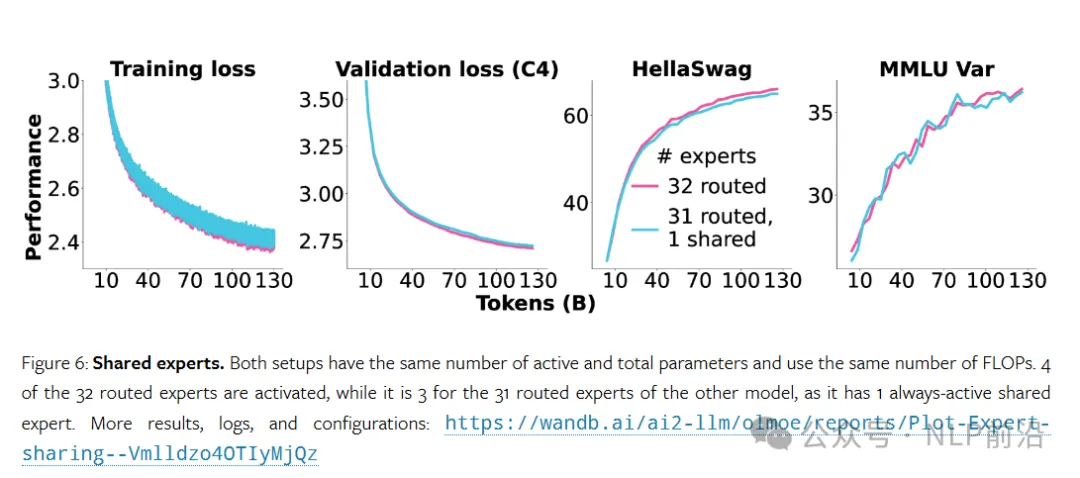 Training loss
Validation loss (C4)
HellaSwag
MMLU Var
Performance
3.0
2.8
2.6
2.4
3.50
3.25
3.00
2.75
60
40
35
30
# experts
32 routed
31 routed,
1 shared
10 40 70 100 130
10 40 70 100 130
10 40 70 100 130
10 40 70 100 130
Tokens (B)
Figure 6: Shared experts. Both setups have the same number of active and total parameters and use the same number of FLOPs. 4
of the 32 routed experts are activated, while it is 3 for the 31 routed experts of the other model, as it has 1 always-active shared
expert. More results, logs, and configurations: https://wandb.ai/ai2-llm/olmoe/reports/Plot-Expert-
sharing--Vmlldzo4OTIyMjQz
公众号 · NLP前沿